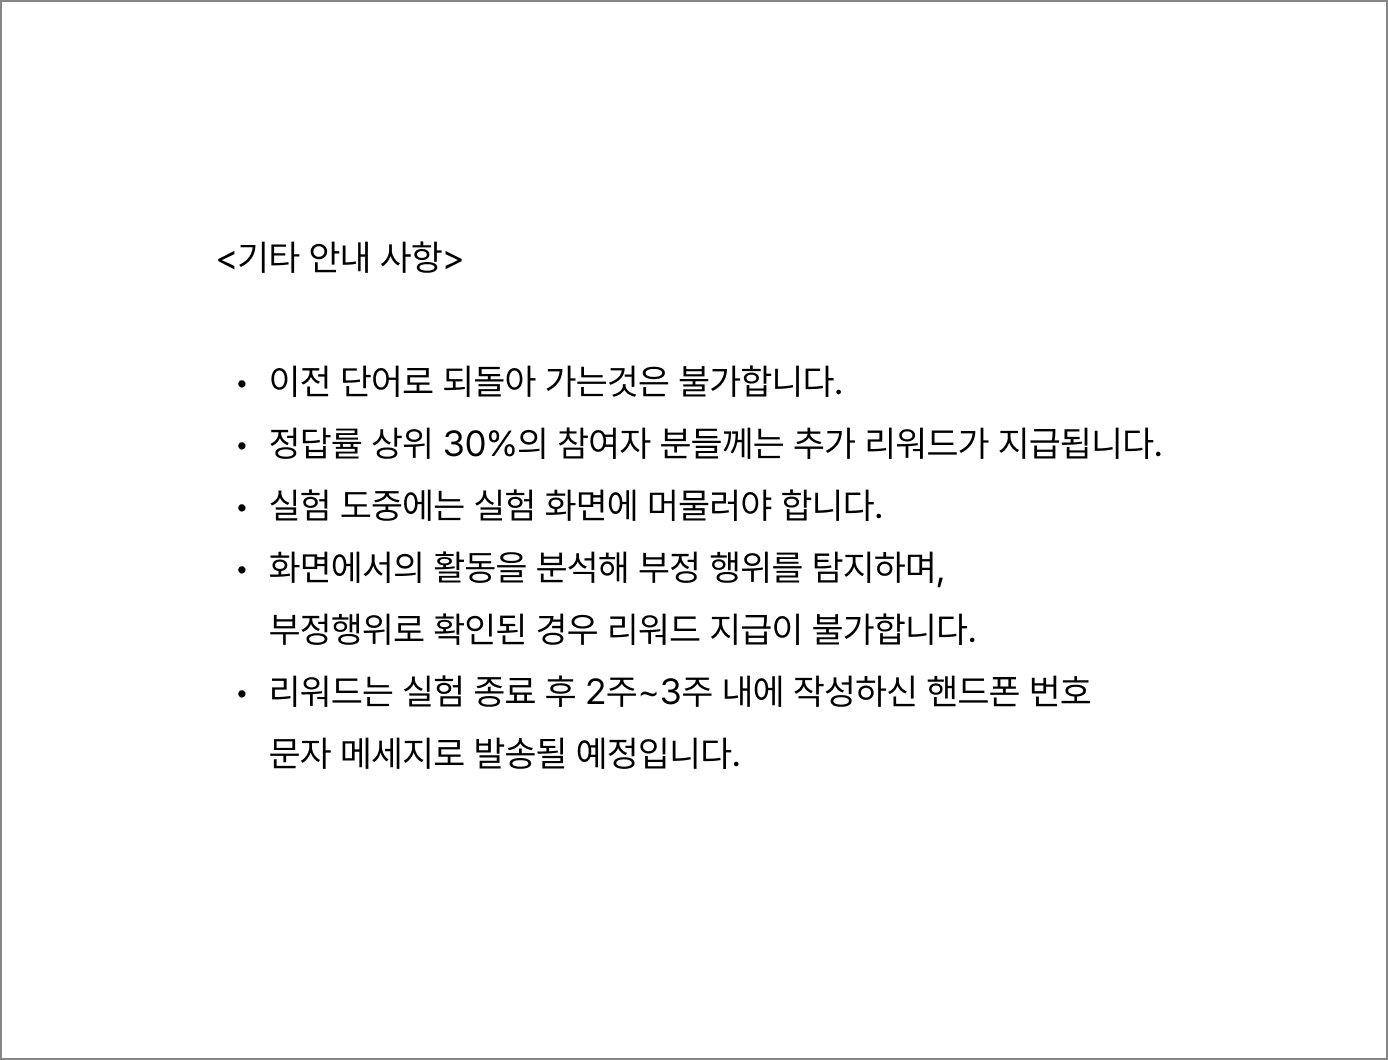 <기타 안내 사항>
• 이전 단어로 되돌아 가는것은 불가합니다.
• 정답률 상위 30%의 참여자 분들께는 추가 리워드가 지급됩니다.
• 실험 도중에는 실험 화면에 머물러야 합니다.
• 화면에서의 활동을 분석해 부정 행위를 탐지하며,
부정행위로 확인된 경우 리워드 지급이 불가합니다.
• 리워드는 실험 종료 후 2주~3주 내에 작성하신 핸드폰 번호
문자 메세지로 발송될 예정입니다.